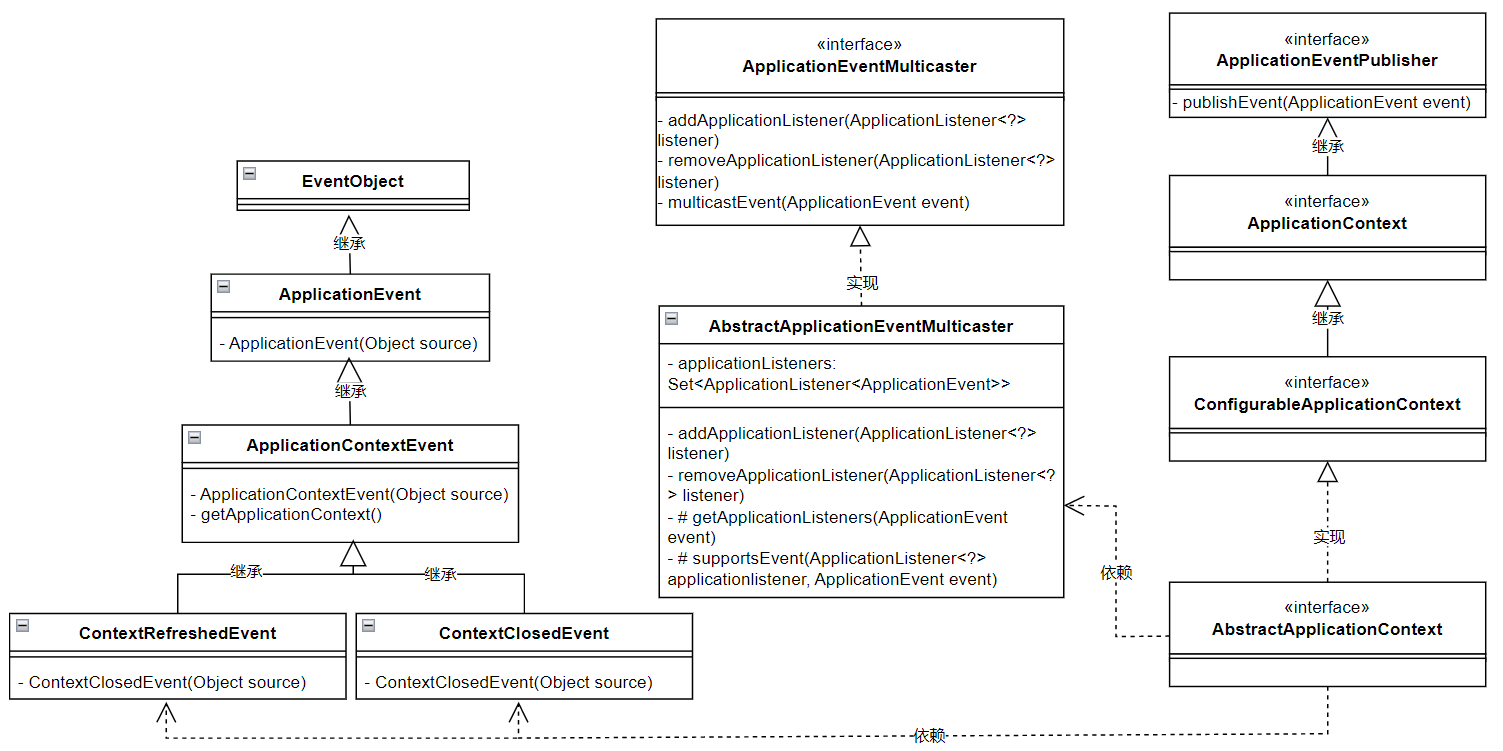 EventObject
继承
ApplicationEvent
- ApplicationEvent(Object source)
继承
ApplicationContextEvent
- ApplicationContextEvent(Object source)
- getApplicationContext()
继承
继承
ContextRefreshedEvent
- ContextClosedEvent(Object source)
ContextClosedEvent
- ContextClosedEvent(Object source)
«interface»
ApplicationEventMulticaster
- addApplicationListener(ApplicationListener<?>
listener)
- removeApplicationListener(ApplicationListener<?>
listener)
- multicastEvent(ApplicationEvent event)
实现
AbstractApplicationEventMulticaster
- applicationListeners:
Set<ApplicationListener<ApplicationEvent>>
- addApplicationListener(ApplicationListener<?>
listener)
- removeApplicationListener(ApplicationListener<?
> listener)
- # getApplicationListeners(ApplicationEvent
event)
- # supportsEvent(ApplicationListener<?>
applicationlistener, ApplicationEvent event)
«interface»
ApplicationEventPublisher
- publishEvent(ApplicationEvent event)
继承
«interface»
ApplicationContext
继承
«interface»
ConfigurableApplicationContext
实现
依赖
«interface»
AbstractApplicationContext
依赖